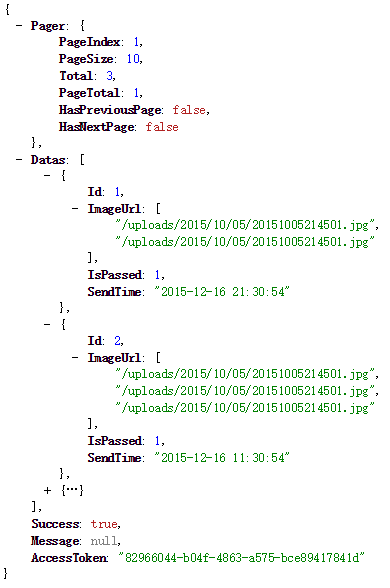 {
- Pager: {
PageIndex: 1,
PageSize: 10,
Total: 3,
PageTotal: 1,
HasPreviousPage: false,
HasNextPage: false
},
- Datas: [
- {
Id: 1,
- ImageUrl: [
"/uploads/2015/10/05/20151005214501.jpg",
"/uploads/2015/10/05/20151005214501.jpg"
],
IsPassed: 1,
SendTime: "2015-12-16 21:30:54"
},
- {
Id: 2,
- ImageUrl: [
"/uploads/2015/10/05/20151005214501.jpg",
"/uploads/2015/10/05/20151005214501.jpg",
"/uploads/2015/10/05/20151005214501.jpg"
],
IsPassed: 1,
SendTime: "2015-12-16 11:30:54"
},
+ {…}
],
Success: true,
Message: null,
AccessToken: "82966044-b04f-4863-a575-bce89417841d"
}